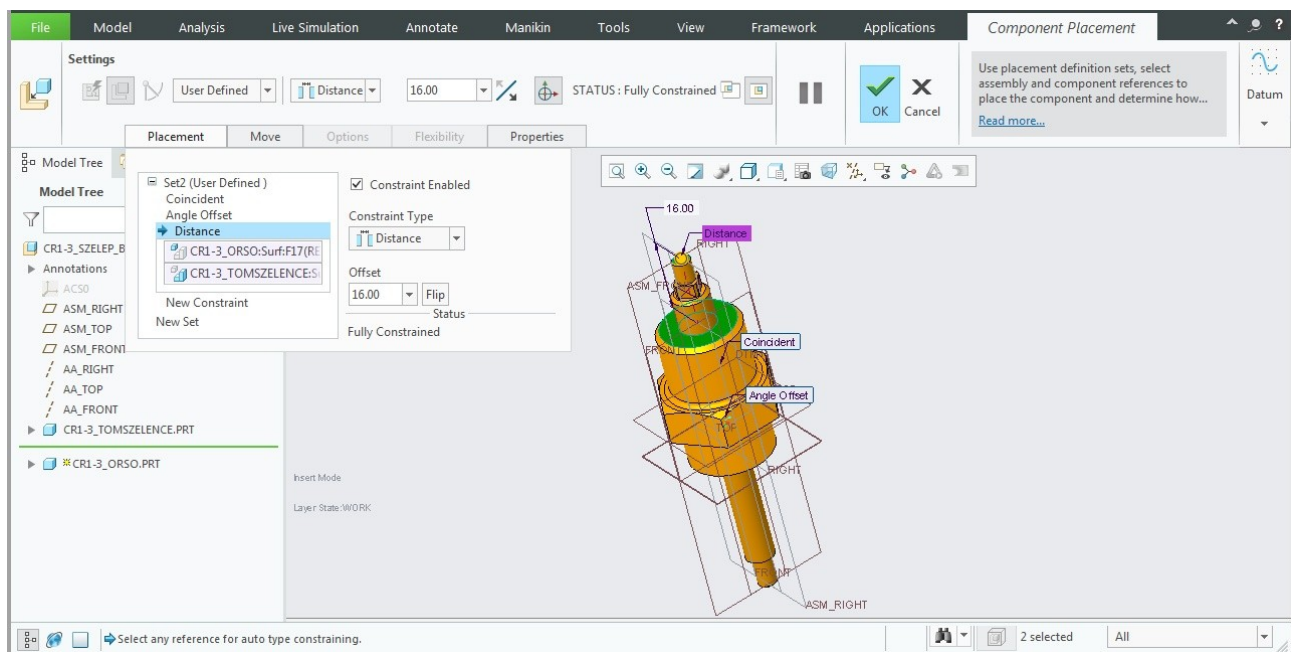 File Model Analysis Live Simulation Annotate Manikin Tools View Framework Applications Component Placement ?
Settings
User Defined Distance 16.00 STATUS : Fully Constrained
OK Cancel
Use placement definition sets, select
assembly and component references to
place the component and determine how...
Read more...
Datum
Placement Move Options Flexibility Properties
Model Tree
Model Tree
Set2 (User Defined )
Coincident
Angle Offset
Distance
CR1-3_ORSO:Surf:F17(RE
CR1-3_TOMSZELENCE:S
New Constraint
New Set
Constraint Enabled
Constraint Type
Distance
Offset
16.00 Flip
Status
Fully Constrained
CR1-3_SZELEP_B
Annotations
ACS0
ASM_RIGHT
ASM_TOP
ASM_FRONT
AA_RIGHT
AA_TOP
AA_FRONT
CR1-3_TOMSZELENCE.PRT
CR1-3_ORSO.PRT
Insert Mode
Layer State:WORK
16.00
Distance
RIGHT
ASM_FR
FRONT
Coincident
Angle Offset
TOP
RIGHT
FRONT
ASM_RIGHT
Select any reference for auto type constraining.
2 selected All